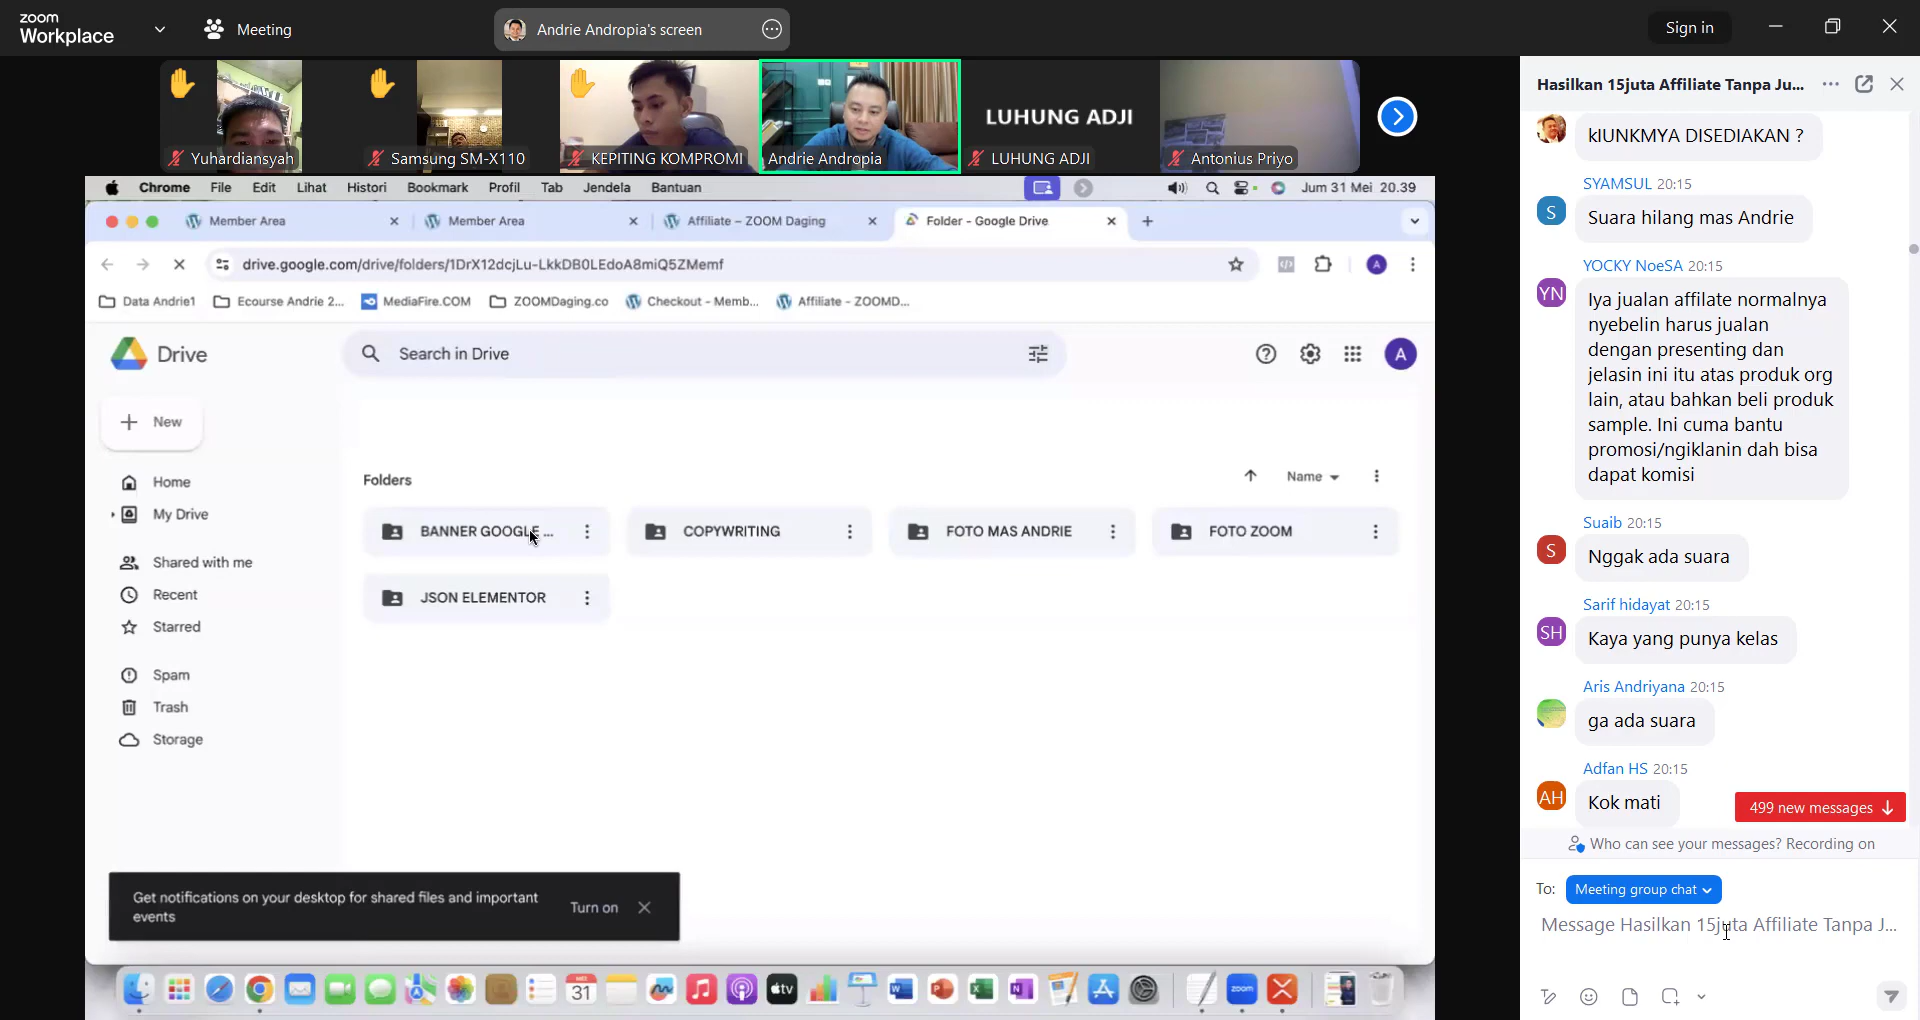 zoom
Workplace
Meeting
Andrie Andropia's screen
Sign in
Yuhardiansyah
Samsung SM-X110
KEPITING KOMPROMI
Andrie Andropia
LUHUNG ADJI
LUHUNG ADJI
Antonius Priyo
Chrome File Edit Lihat Histori Bookmark Profil Tab Jendela Bantuan
Jum 31 Mei 20.39
Member Area
Member Area
Affiliate – ZOOM Daging
Folder - Google Drive
drive.google.com/drive/folders/1DrX12dcjLu-LkkDB0LEdoA8miQ5ZMemf
A
Data Andrie1
Ecourse Andrie 2...
MediaFire.COM
ZOOMDaging.co
Checkout - Memb...
Affiliate - ZOOMD...
Drive
Search in Drive
A
New
Home
My Drive
Shared with me
Recent
Starred
Spam
Trash
Storage
Folders
Name
BANNER GOOGLE ...
COPYWRITING
FOTO MAS ANDRIE
FOTO ZOOM
JSON ELEMENTOR
Get notifications on your desktop for shared files and important
events
Turn on
MEI
31
tv
zoom
Hasilkan 15juta Affiliate Tanpa Ju...
kIUNKMYA DISEDIAKAN ?
SYAMSUL 20:15
S
Suara hilang mas Andrie
YOCKY NoeSA 20:15
YN
Iya jualan affilate normalnya
nyebelin harus jualan
dengan presenting dan
jelasin ini itu atas produk org
lain, atau bahkan beli produk
sample. Ini cuma bantu
promosi/ngiklanin dah bisa
dapat komisi
Suaib 20:15
S
Nggak ada suara
Sarif hidayat 20:15
SH
Kaya yang punya kelas
Aris Andriyana 20:15
ga ada suara
Adfan HS 20:15
AH
Kok mati
499 new messages
Who can see your messages? Recording on
To:
Meeting group chat
Message Hasilkan 15juta Affiliate Tanpa J...